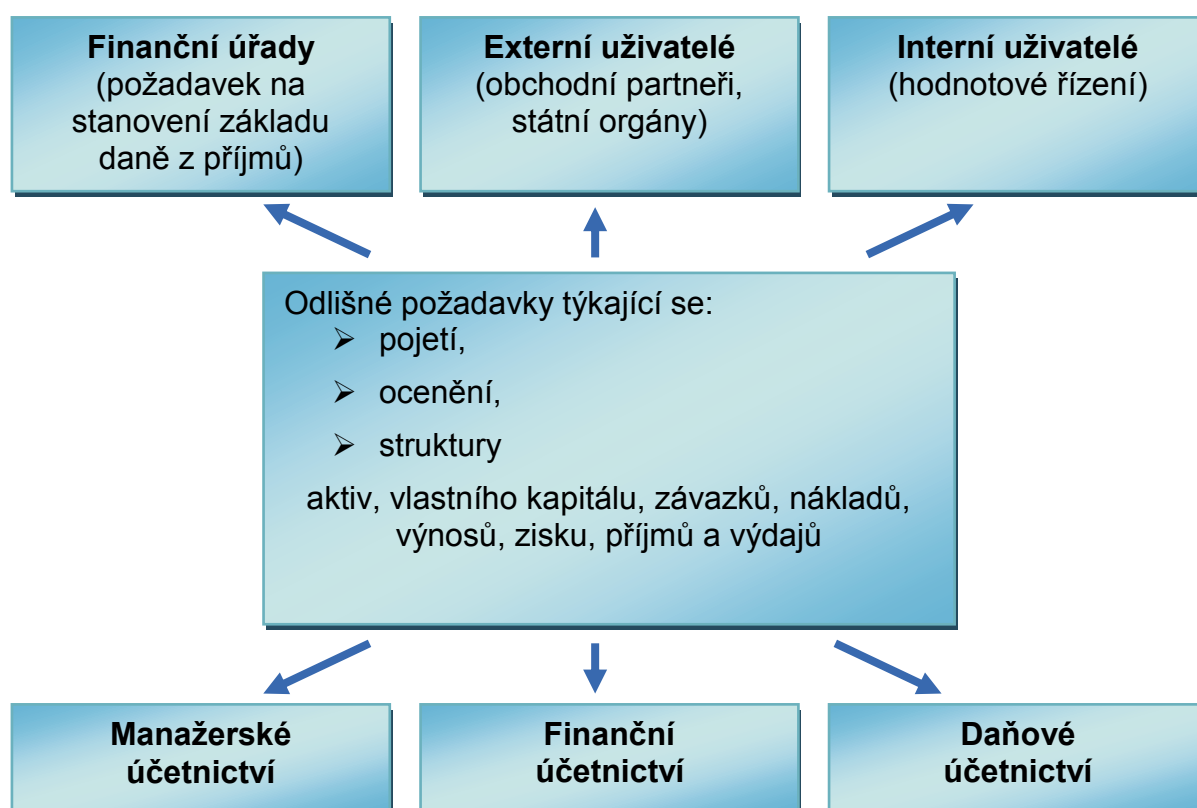 Finanční úřady
(požadavek na
stanovení základu
daně z příjmů)
Externí uživatelé
(obchodní partneři,
státní orgány)
Interní uživatelé
(hodnotové řízení)
Odlišné požadavky týkající se:
➢ pojetí,
➢ ocenění,
➢ struktury
aktiv, vlastního kapitálu, závazků, nákladů,
výnosů, zisku, příjmů a výdajů
Manažerské
účetnictví
Finanční
účetnictví
Daňové
účetnictví